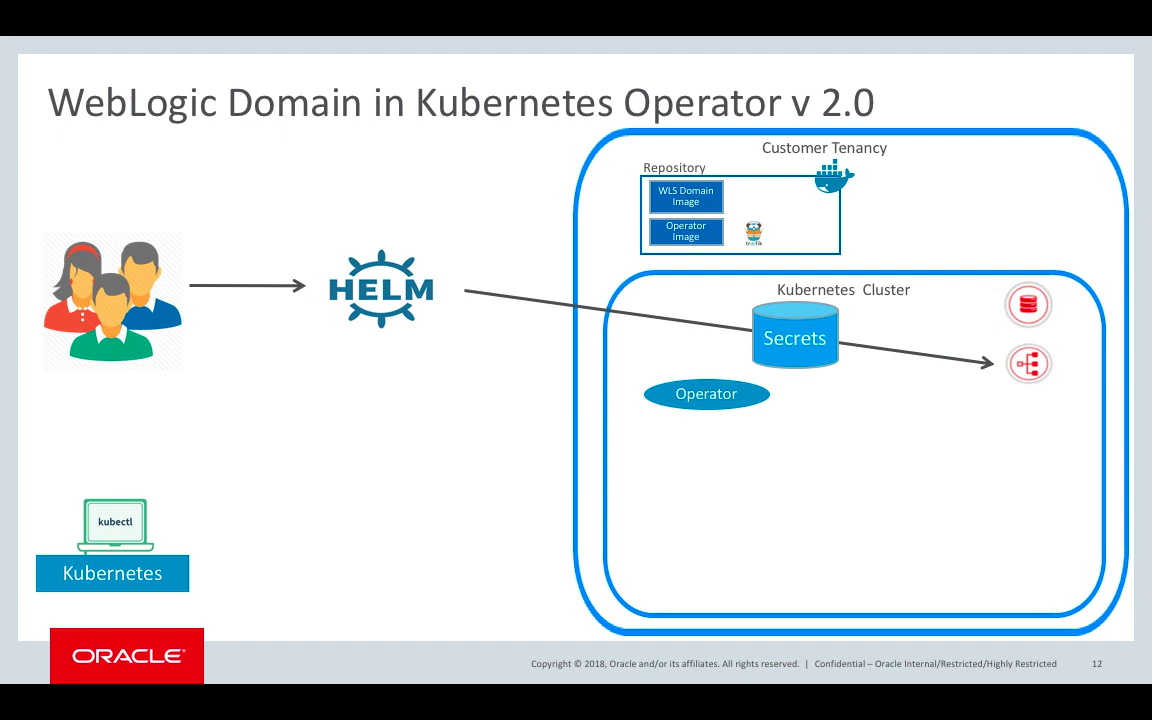 WebLogic Domain in Kubernetes Operator v 2.0
Customer Tenancy
Repository
WLS Domain
Image
Operator
Image
træfik
HELM
Kubernetes  Cluster
Secrets
Operator
kubectl
Kubernetes
ORACLE®
Copyright © 2018, Oracle and/or its affiliates. All rights reserved.  |  Confidential – Oracle Internal/Restricted/Highly Restricted
12